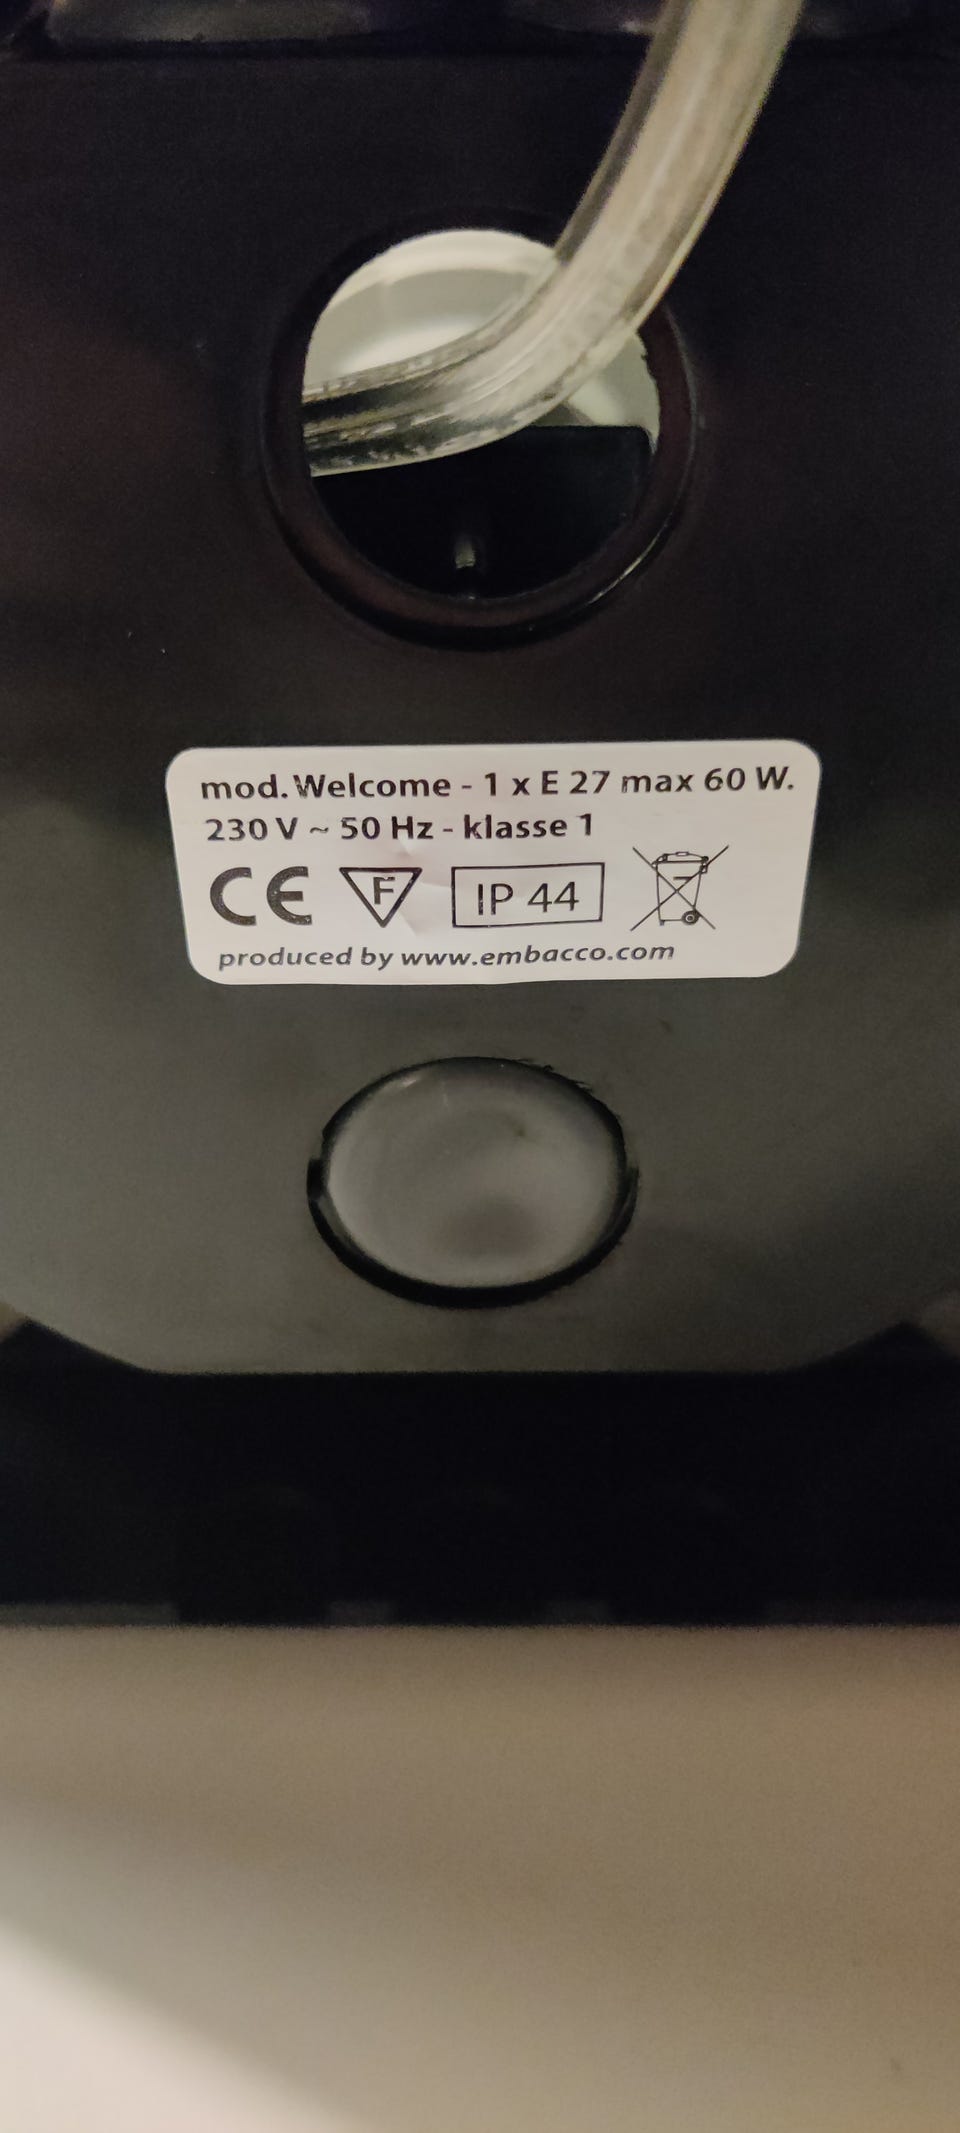 mod. Welcome - 1 x E 27 max 60 W.
230 V ~ 50 Hz - klasse 1
CE F IP 44
produced by www.embacco.com